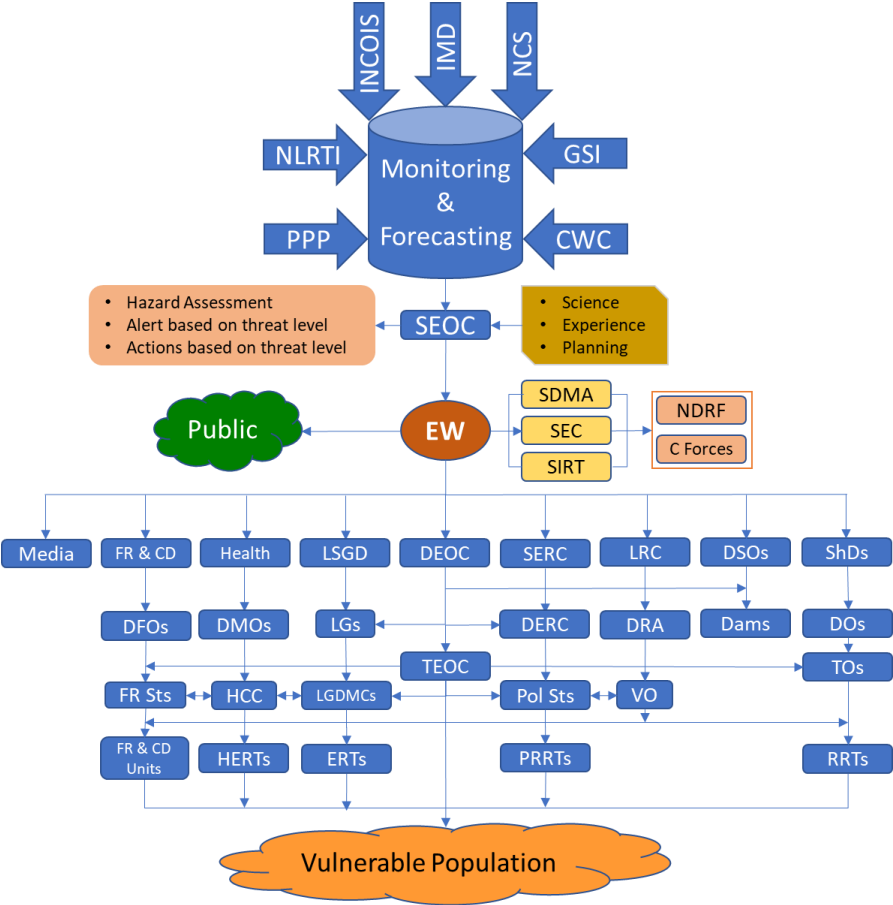 INCOIS
IMD
NCS
NLRTI
GSI
Monitoring
&
Forecasting
PPP
CWC
• Hazard Assessment
• Alert based on threat level
• Actions based on threat level
SEOC
• Science
• Experience
• Planning
Public
EW
SDMA
SEC
SIRT
NDRF
C Forces
Media
FR & CD
Health
LSGD
DEOC
SERC
LRC
DSOs
ShDs
DFOs
DMOs
LGs
DERC
DRA
Dams
DOs
TEOC
TOs
FR Sts
HCC
LGDMCs
Pol Sts
VO
FR & CD
Units
HERTs
ERTs
PRRTs
RRTs
Vulnerable Population